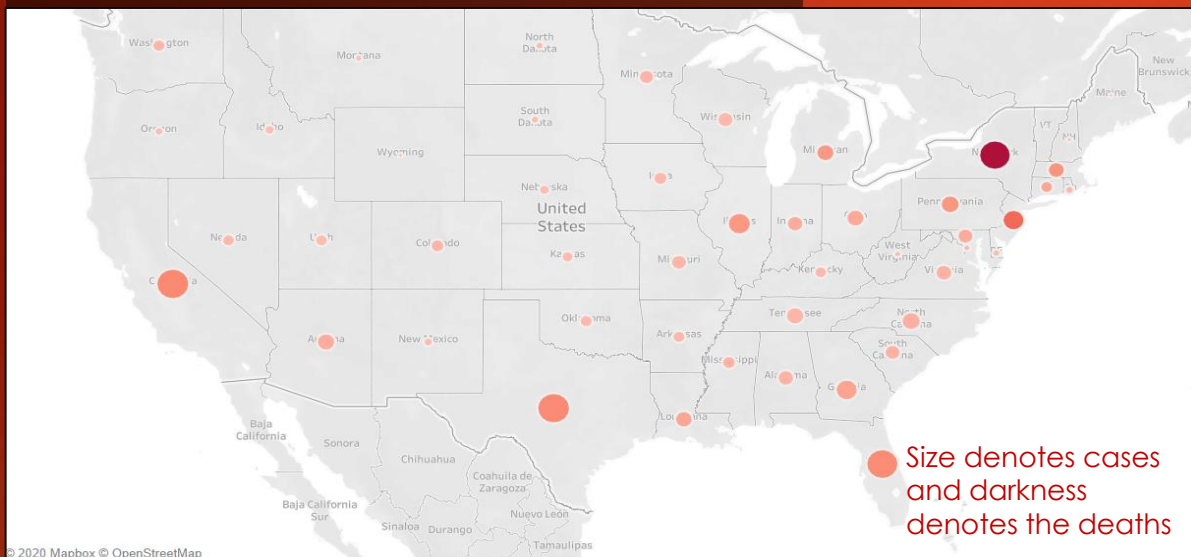 Washington
Montana
North
Dakota
Minnesota
New
Brunswick
Maine
Oregon
Idaho
South
Dakota
Wisconsin
VT
NH
Wyoming
Michigan
Iowa
Nebraska
Pennsylvania
United
States
Nevada
Utah
Colorado
Kansas
Missouri
Indiana
West
Virginia
Virginia
Kentucky
Arizona
New Mexico
Oklahoma
Arkansas
Tennessee
North
Carolina
South
Carolina
Mississippi
Alabama
Georgia
Louisiana
Baja
California
Sonora
Chihuahua
Coahuila de
Zaragoza
Baja California
Sur
Sinaloa
Durango
Nuevo León
Tamaulipas
Size denotes cases
and darkness
denotes the deaths
© 2020 Mapbox © OpenStreetMap